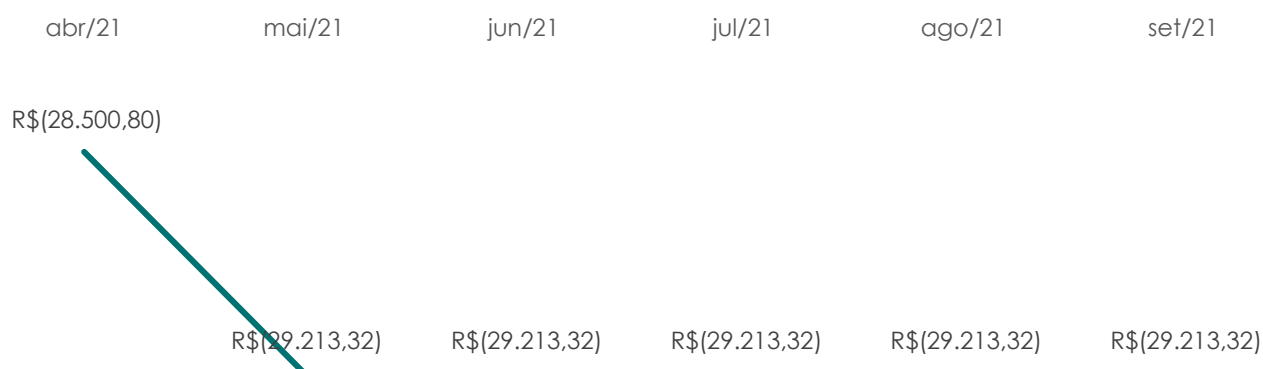 abr/21 mai/21 jun/21 jul/21 ago/21 set/21
R$(28.500,80)
R$(29.213,32) R$(29.213,32) R$(29.213,32) R$(29.213,32) R$(29.213,32)